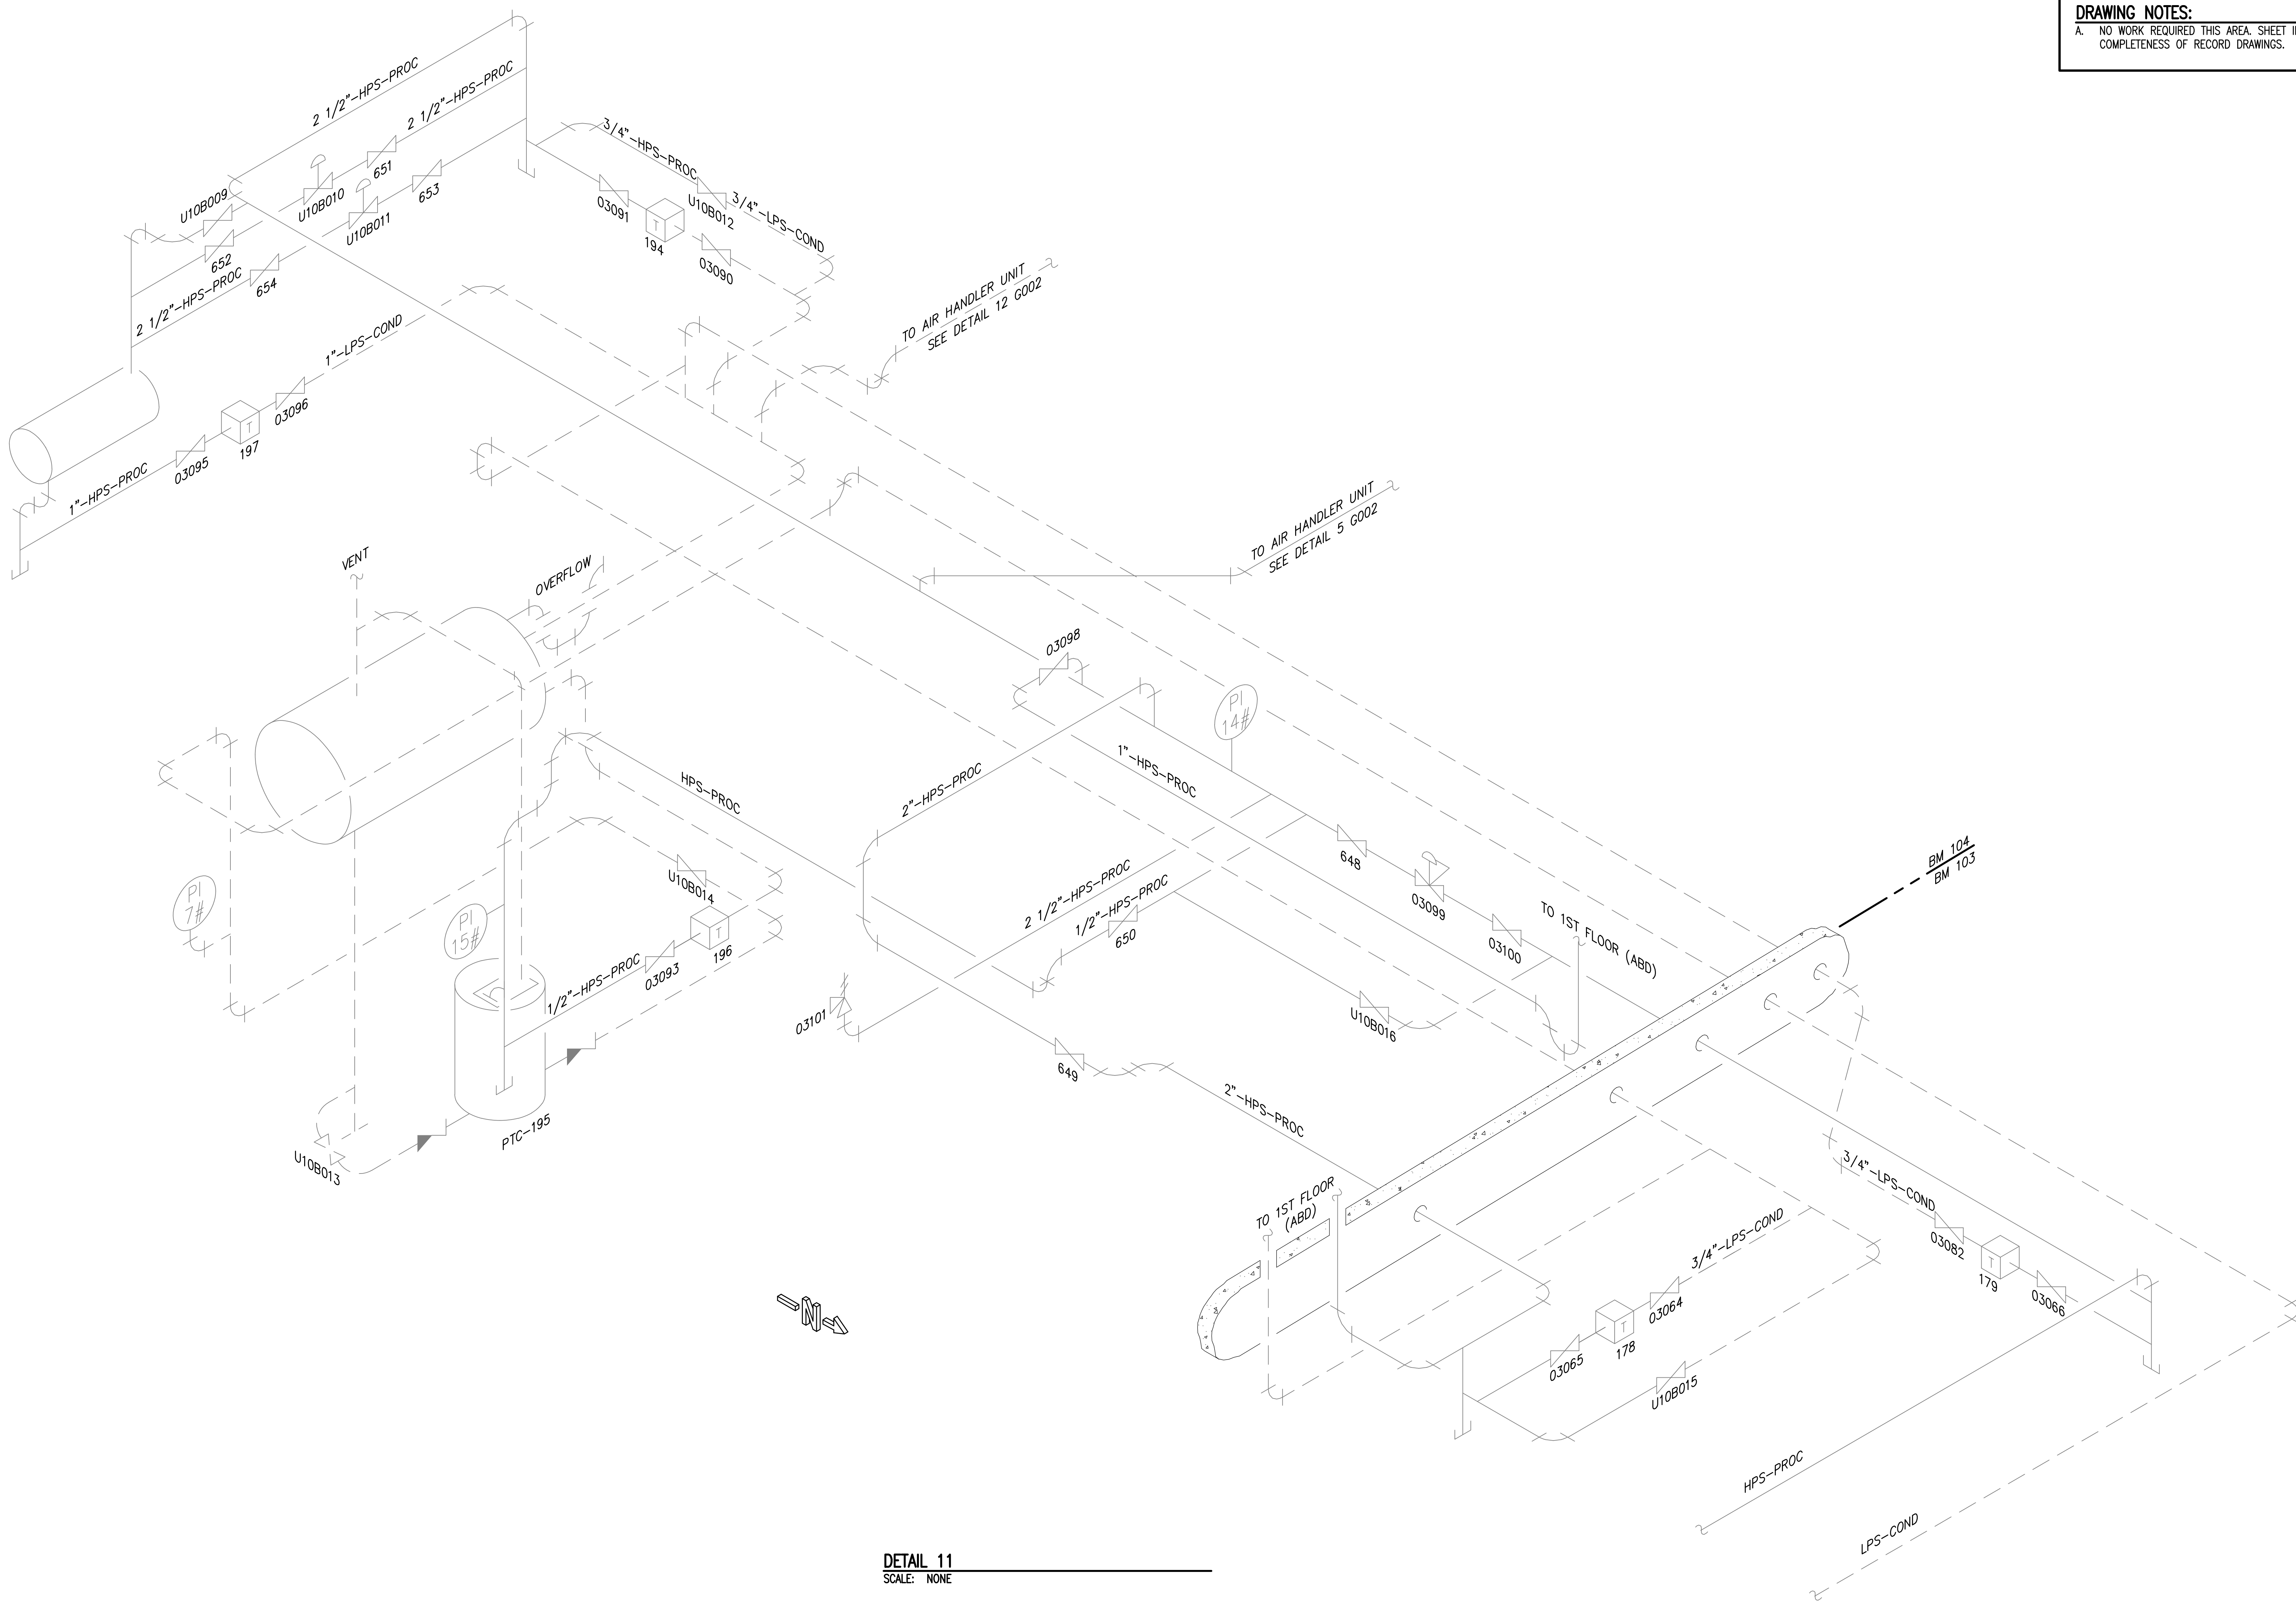 DRAWING NOTES:
A. NO WORK REQUIRED THIS AREA. SHEET
COMPLETENESS OF RECORD DRAWINGS.
2 1/2"-HPS-PROC
2 1/2"-HPS-PROC
3/4"-HPS-PROC
651
U10B009
U10B010
653
03091
U10B012
3/4"-LPS-COND
U10B011
194
652
03090
654
2 1/2"-HPS-PROC
TO AIR HANDLER UNIT
SEE DETAIL 12 G002
1"-LPS-COND
03096
197
03095
1"-HPS-PROC
TO AIR HANDLER UNIT
SEE DETAIL 5 G002
VENT
OVERFLOW
03098
PI
14#
1"-HPS-PROC
HPS-PROC
2"-HPS-PROC
648
BM 104
BM 103
2 1/2"-HPS-PROC
1/2"-HPS-PROC
U10B014
PI
7#
PI
15#
03099
TO 1ST FLOOR (ABD)
650
03100
196
03093
1/2"-HPS-PROC
03101
U10B016
649
2"-HPS-PROC
PTC-195
U10B013
3/4"-LPS-COND
TO 1ST FLOOR
(ABD)
3/4"-LPS-COND
03082
179
03066
03064
178
03065
U10B015
T
T
T
T
T
N
HPS-PROC
LPS-COND
DETAIL 11
SCALE: NONE